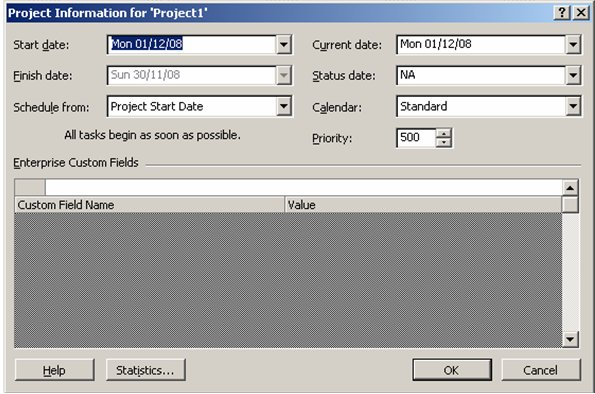 Project Information for 'Project1'
Start date: Mon 01/12/08 Current date: Mon 01/12/08
Finish date: Sun 30/11/08 Status date: NA
Schedule from: Project Start Date Calendar: Standard
All tasks begin as soon as possible. Priority: 500
Enterprise Custom Fields
Custom Field Name Value
Help Statistics... OK Cancel